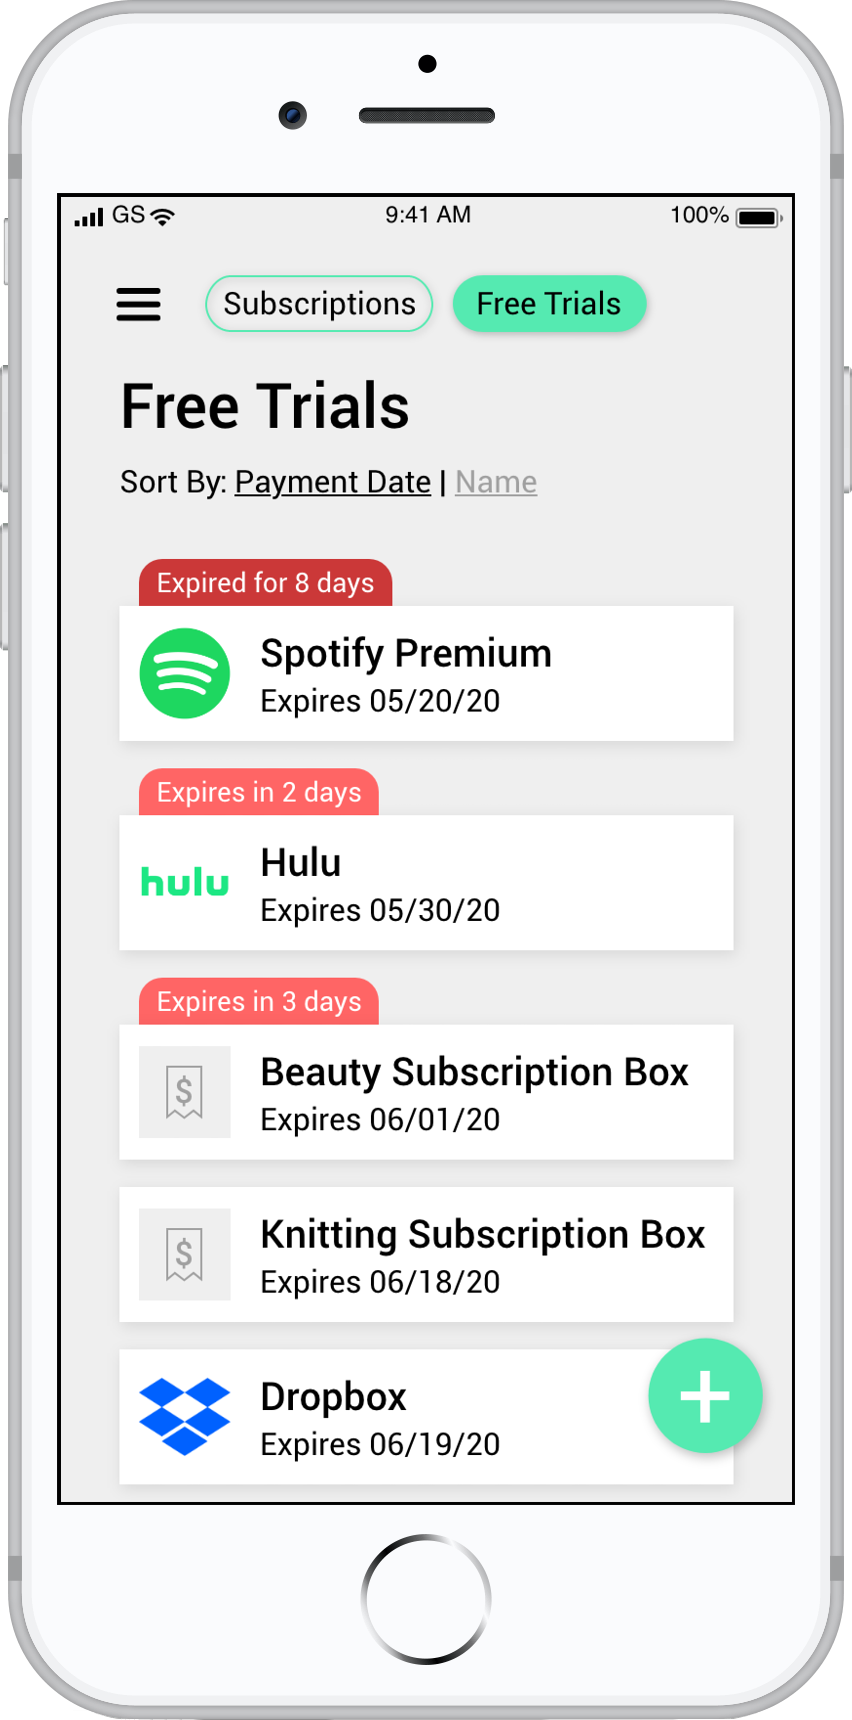 GS 9:41 AM 100%
Subscriptions Free Trials
Free Trials
Sort By: Payment Date | Name
Expired for 8 days
Spotify Premium
Expires 05/20/20
Expires in 2 days
hulu
Hulu
Expires 05/30/20
Expires in 3 days
$
Beauty Subscription Box
Expires 06/01/20
$
Knitting Subscription Box
Expires 06/18/20
Dropbox
Expires 06/19/20
+